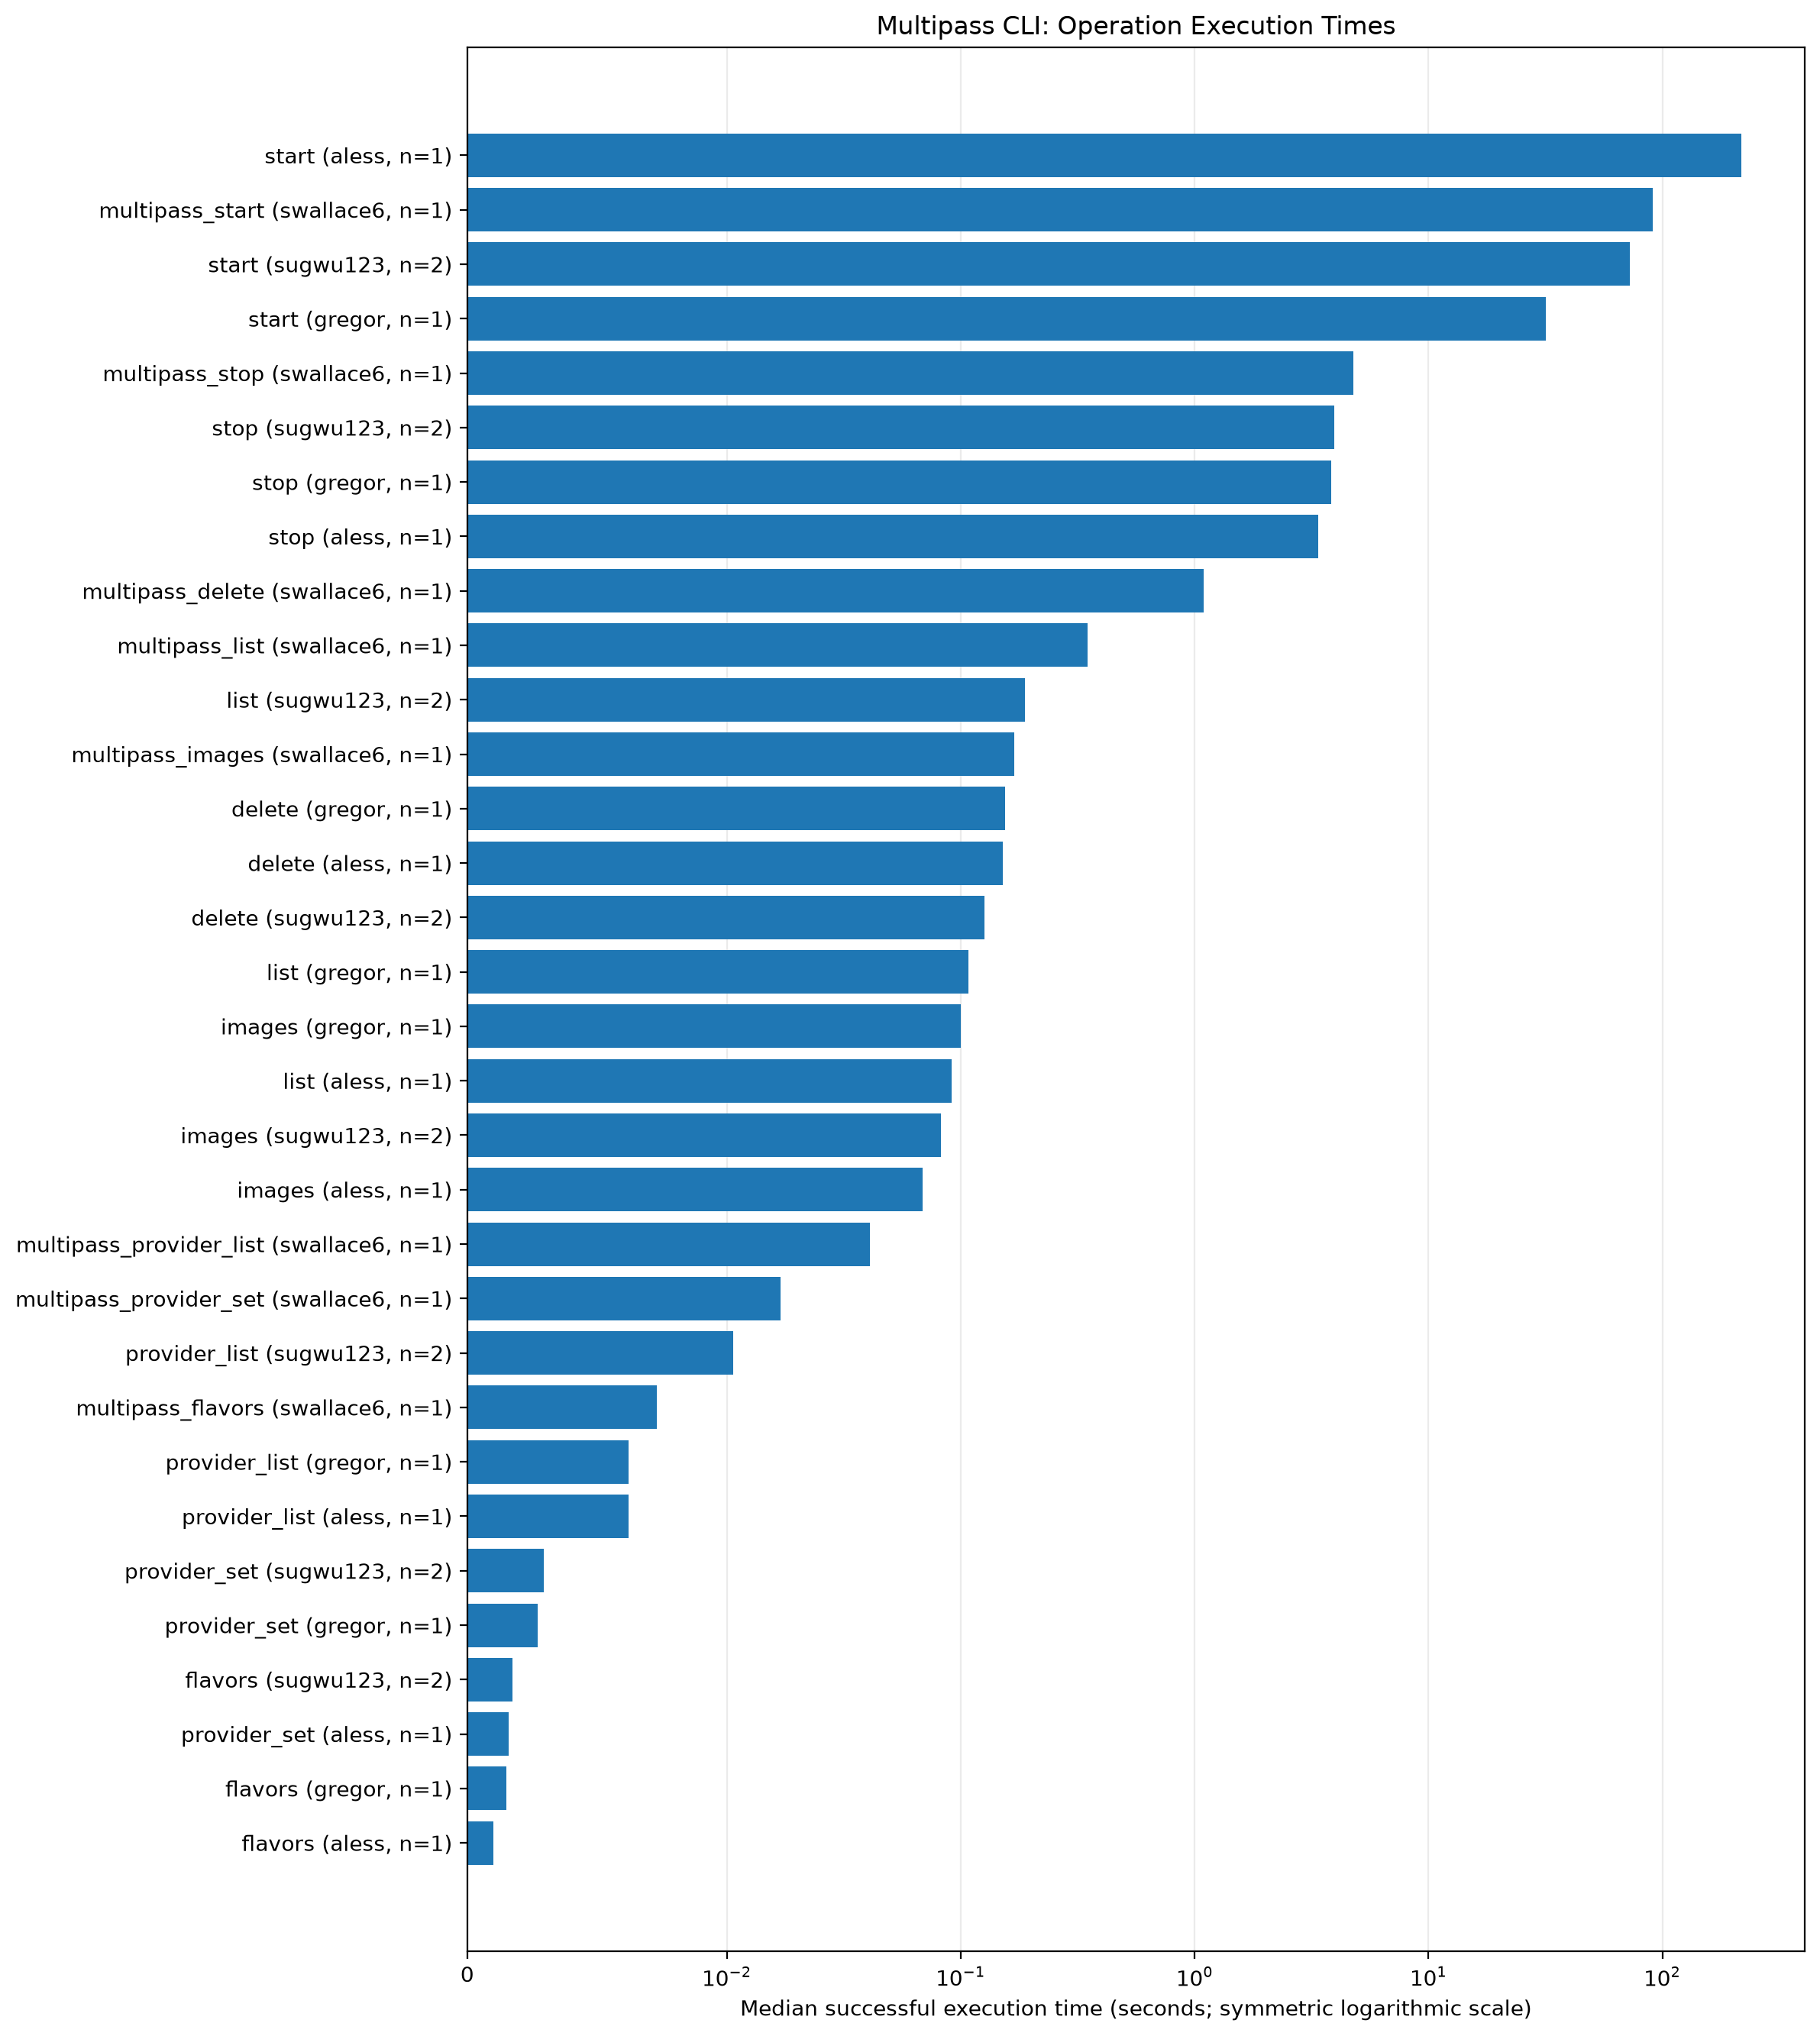 Multipass CLI: Operation Execution Times
start (aless, n=1)
multipass_start (swallace6, n=1)
start (sugwu123, n=2)
start (gregor, n=1)
multipass_stop (swallace6, n=1)
stop (sugwu123, n=2)
stop (gregor, n=1)
stop (aless, n=1)
multipass_delete (swallace6, n=1)
multipass_list (swallace6, n=1)
list (sugwu123, n=2)
multipass_images (swallace6, n=1)
delete (gregor, n=1)
delete (aless, n=1)
delete (sugwu123, n=2)
list (gregor, n=1)
images (gregor, n=1)
list (aless, n=1)
images (sugwu123, n=2)
images (aless, n=1)
multipass_provider_list (swallace6, n=1)
multipass_provider_set (swallace6, n=1)
provider_list (sugwu123, n=2)
multipass_flavors (swallace6, n=1)
provider_list (gregor, n=1)
provider_list (aless, n=1)
provider_set (sugwu123, n=2)
provider_set (gregor, n=1)
flavors (sugwu123, n=2)
provider_set (aless, n=1)
flavors (gregor, n=1)
flavors (aless, n=1)
0 10⁻² 10⁻¹ 10⁰ 10¹ 10²
Median successful execution time (seconds; symmetric logarithmic scale)